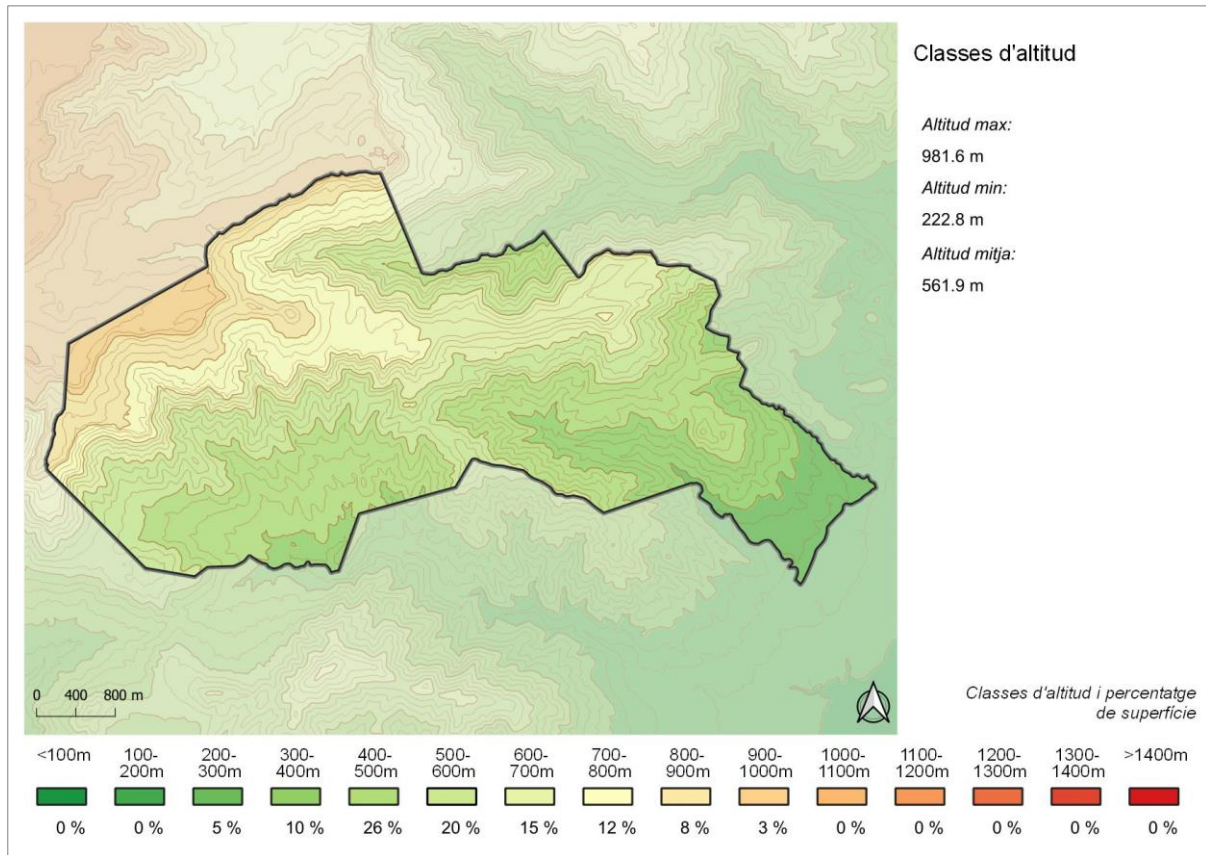 Classes d'altitud
Altitud max:
981.6 m
Altitud min:
222.8 m
Altitud mitja:
561.9 m
0 400 800 m
Classes d'altitud i percentatge
de superfície
<100m 100- 200- 300- 400- 500- 600- 700- 800- 900- 1000- 1100- 1200- 1300- >1400m
200m 300m 400m 500m 600m 700m 800m 900m 1000m 1100m 1200m 1300m 1400m
0 % 0 % 5 % 10 % 26 % 20 % 15 % 12 % 8 % 3 % 0 % 0 % 0 % 0 % 0 %